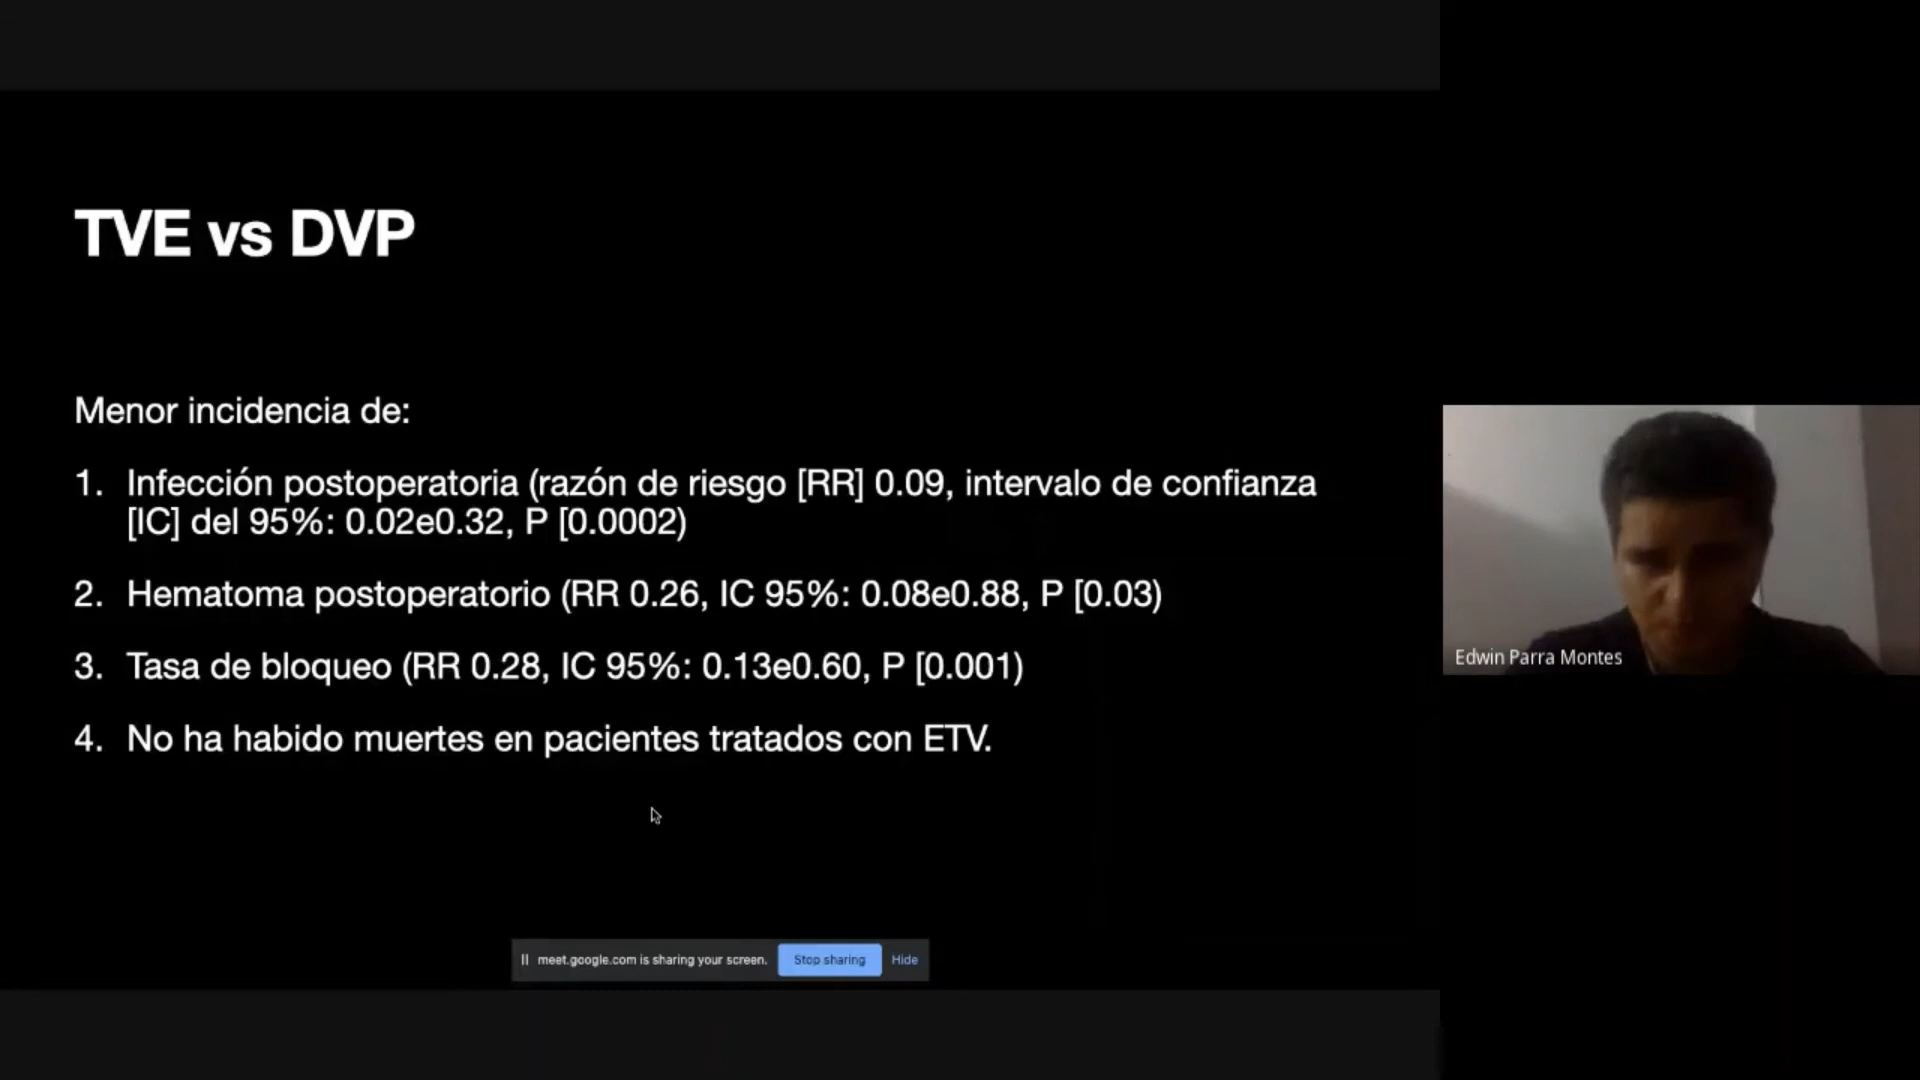 TVE vs DVP
Menor incidencia de:
1. Infección postoperatoria (razón de riesgo [RR] 0.09, intervalo de confianza
[IC] del 95%: 0.02e0.32, P [0.0002)
2. Hematoma postoperatorio (RR 0.26, IC 95%: 0.08e0.88, P [0.03)
3. Tasa de bloqueo (RR 0.28, IC 95%: 0.13e0.60, P [0.001)
4. No ha habido muertes en pacientes tratados con ETV.
Edwin Parra Montes
meet.google.com is sharing your screen. Stop sharing Hide